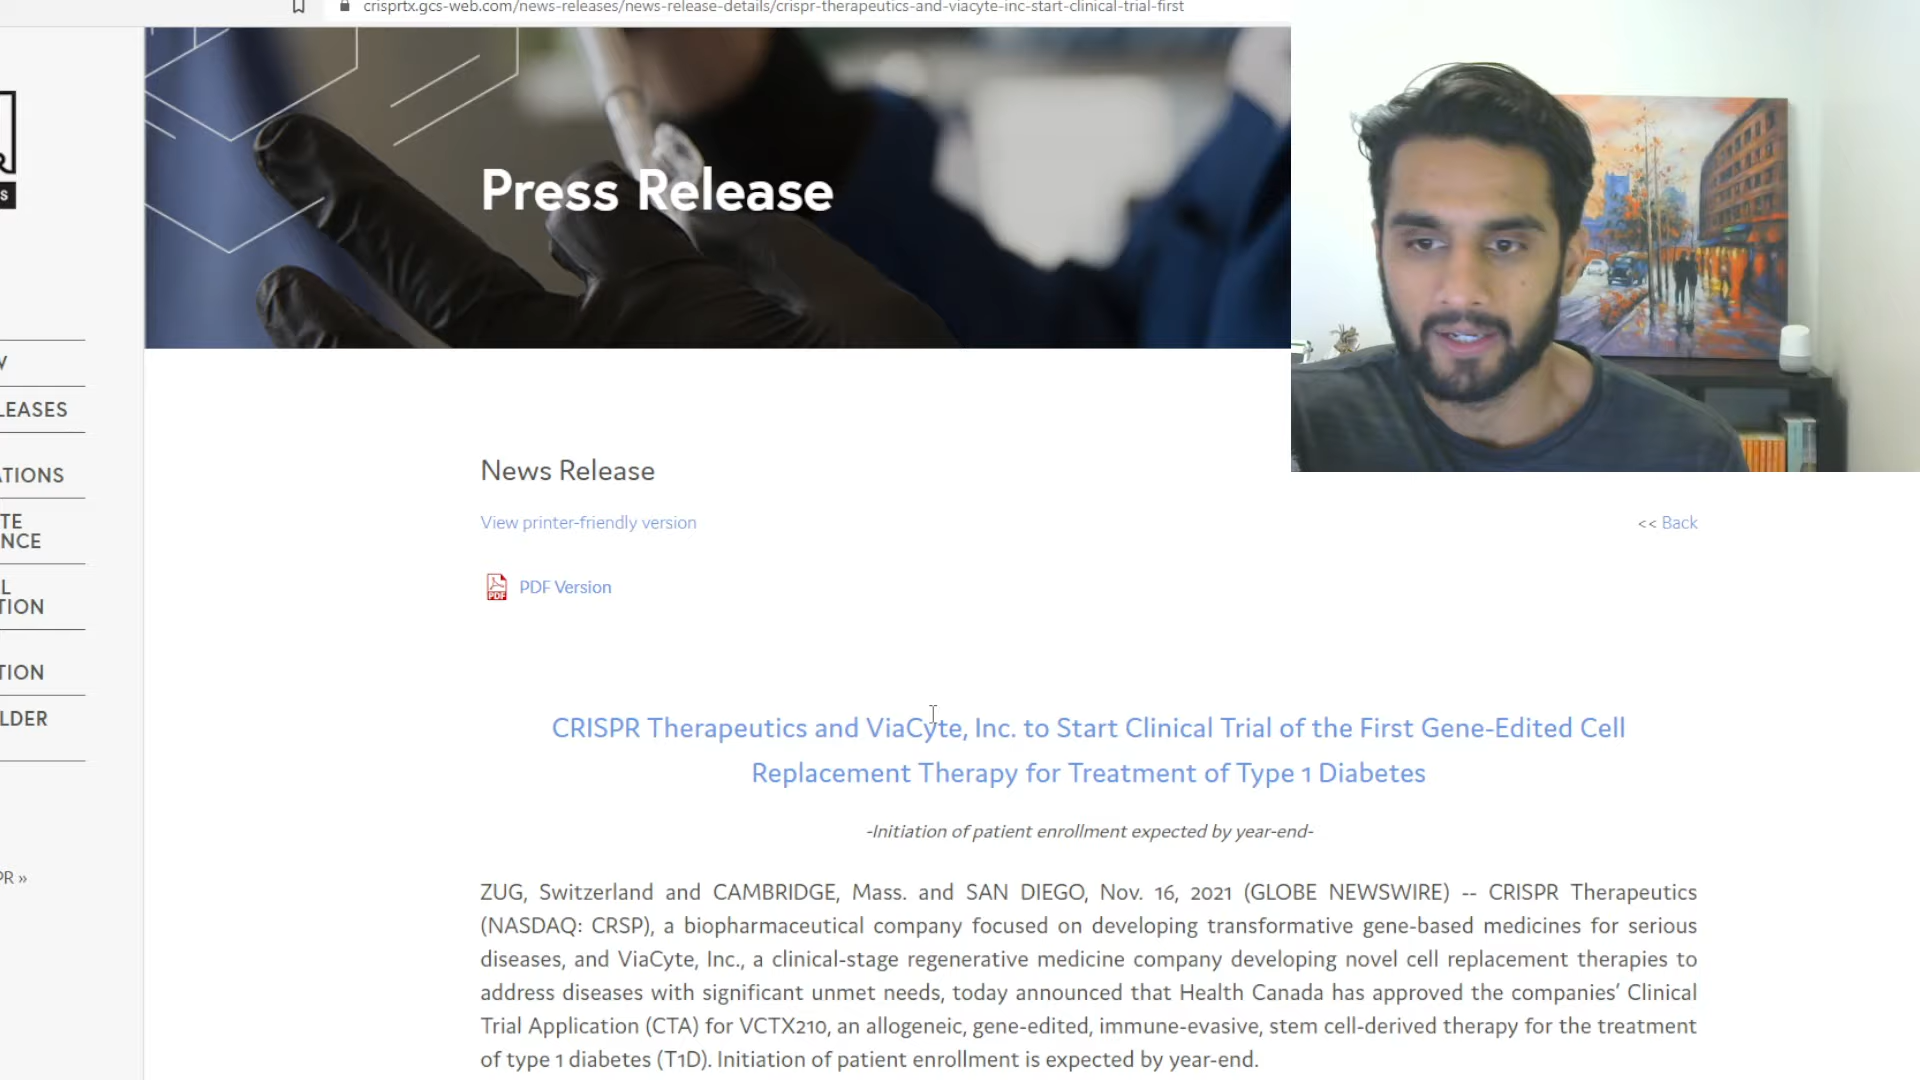 crisprtx.gcs-web.com/news-releases/news-release-details/crispr-therapeutics-and-viacyte-inc-start-clinical-trial-first
Press Release
S
LEASES
ATIONS
TE
NCE
L
TION
TION
LDER
PR »
News Release
View printer-friendly version
<< Back
PDF
PDF Version
CRISPR Therapeutics and ViaCyte, Inc. to Start Clinical Trial of the First Gene-Edited Cell
Replacement Therapy for Treatment of Type 1 Diabetes
-Initiation of patient enrollment expected by year-end-
ZUG, Switzerland and CAMBRIDGE, Mass. and SAN DIEGO, Nov. 16, 2021 (GLOBE NEWSWIRE) -- CRISPR Therapeutics
(NASDAQ: CRSP), a biopharmaceutical company focused on developing transformative gene-based medicines for serious
diseases, and ViaCyte, Inc., a clinical-stage regenerative medicine company developing novel cell replacement therapies to
address diseases with significant unmet needs, today announced that Health Canada has approved the companies’ Clinical
Trial Application (CTA) for VCTX210, an allogeneic, gene-edited, immune-evasive, stem cell-derived therapy for the treatment
of type 1 diabetes (T1D). Initiation of patient enrollment is expected by year-end.